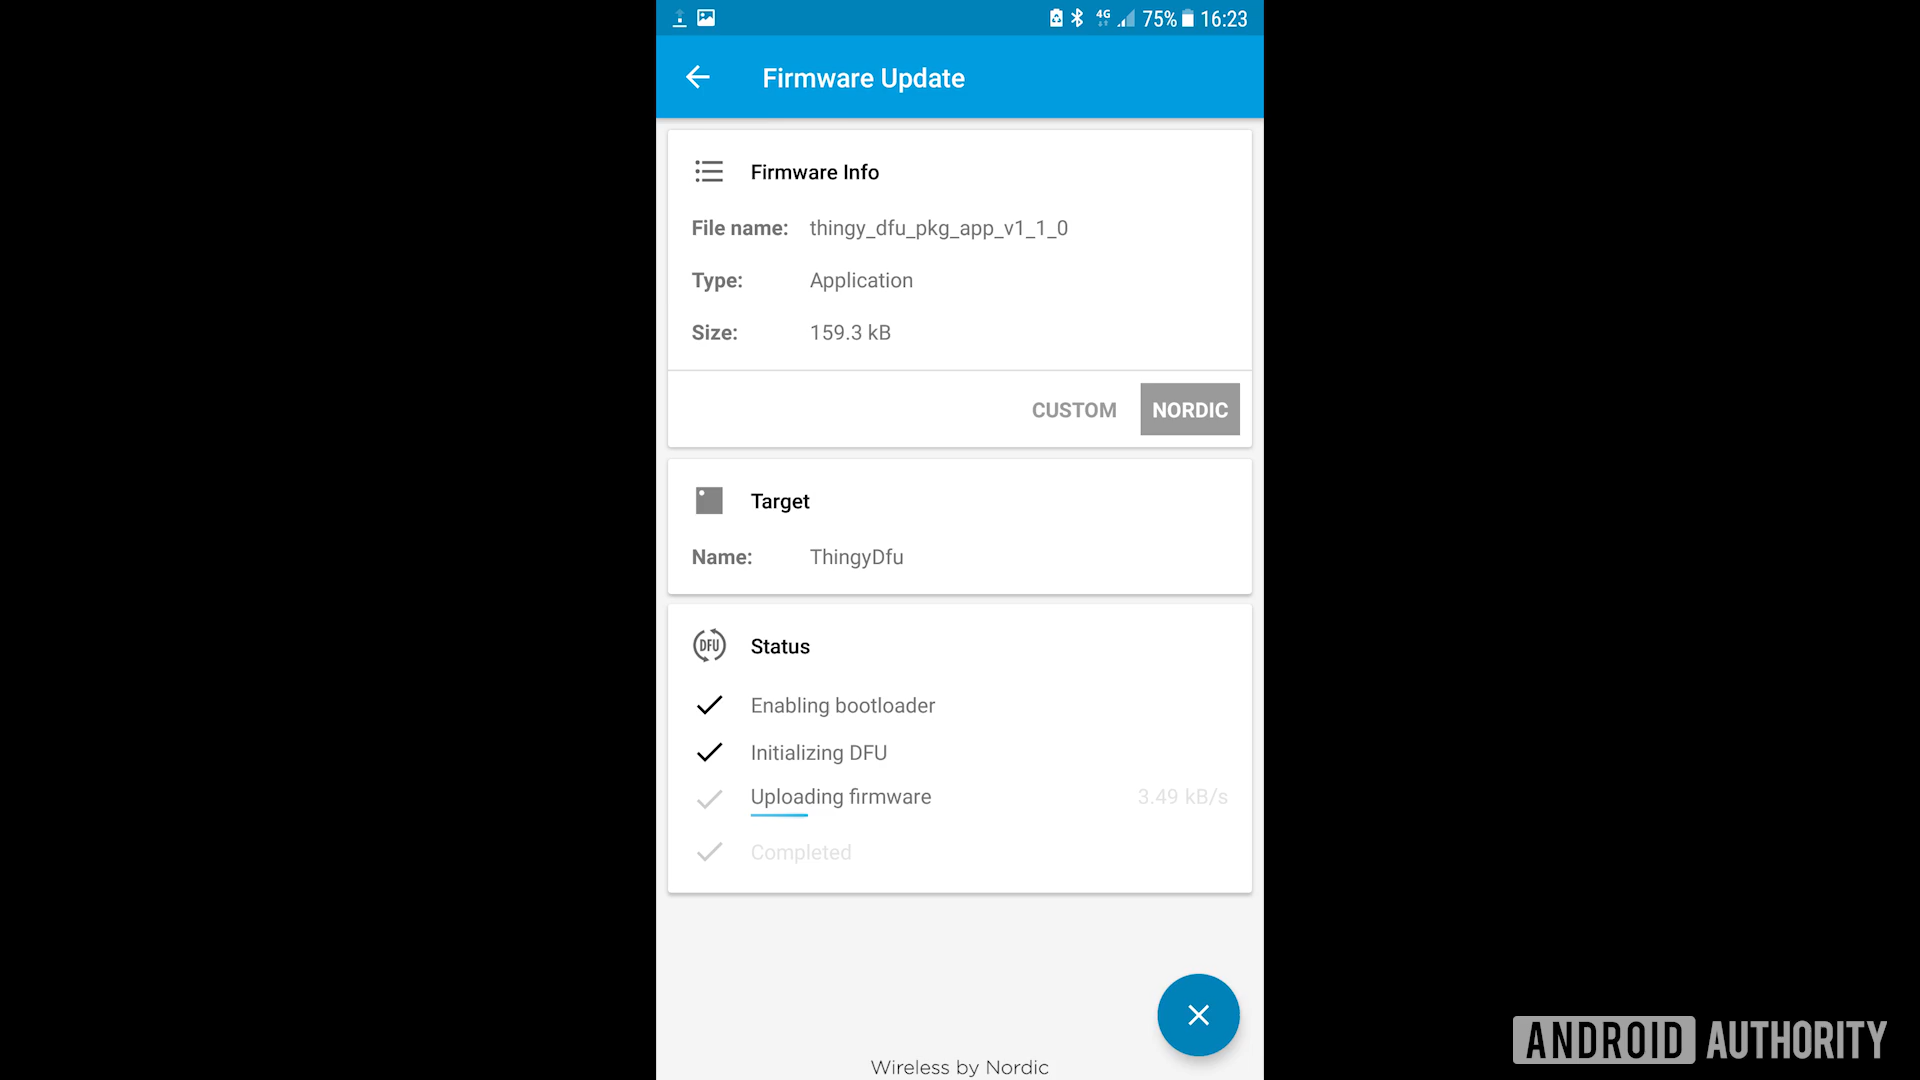 4G 75% 16:23
Firmware Update
Firmware Info
File name: thingy_dfu_pkg_app_v1_1_0
Type: Application
Size: 159.3 kB
CUSTOM NORDIC
Target
Name: ThingyDfu
DFU Status
Enabling bootloader
Initializing DFU
Uploading firmware 3.49 kB/s
Completed
Wireless by Nordic
ANDROID AUTHORITY